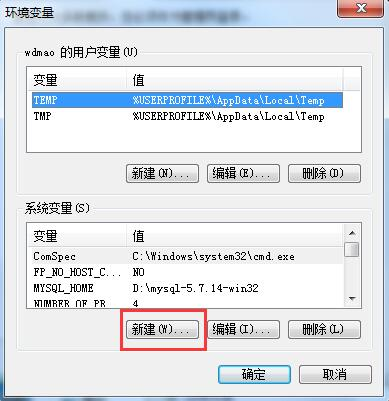 环境变量
wdmao 的用户变量(U)
变量 值
TEMP %USERPROFILE%\AppData\Local\Temp
TMP %USERPROFILE%\AppData\Local\Temp
新建(N)... 编辑(E)... 删除(D)
系统变量(S)
变量 值
ComSpec C:\Windows\system32\cmd.exe
FP_NO_HOST_C... NO
MYSQL_HOME D:\mysql-5.7.14-win32
NUMBER_OF_PR... 4
新建(W)... 编辑(I)... 删除(L)
确定 取消